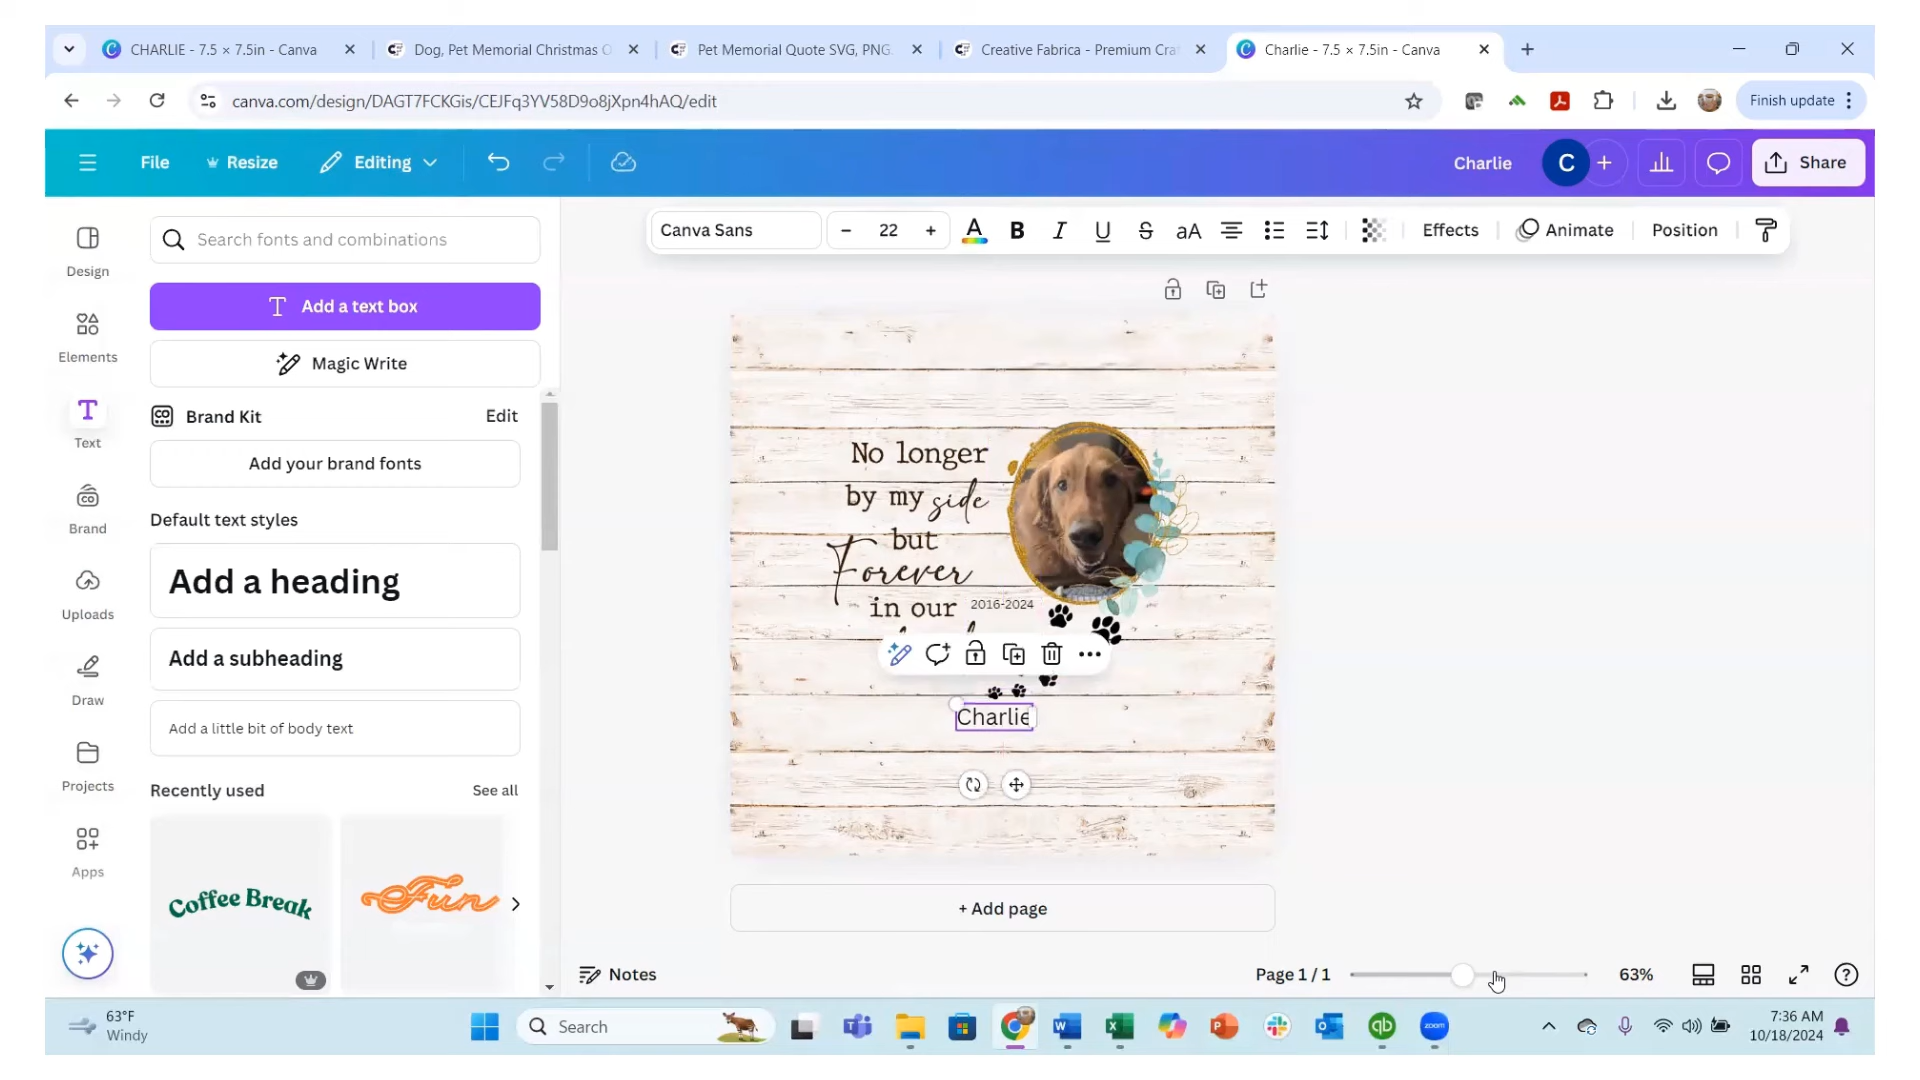 CHARLIE - 7.5 × 7.5in - Canva
Dog, Pet Memorial Christmas O
Pet Memorial Quote SVG, PNG.
Creative Fabrica - Premium Cra
Charlie - 7.5 × 7.5in - Canva
canva.com/design/DAGT7FCKGis/CEJFq3YV58D9o8jXpn4hAQ/edit
Finish update
File
Resize
Editing
Charlie
C
Share
Design
Elements
Text
Brand
Uploads
Draw
Projects
Apps
Search fonts and combinations
Add a text box
Magic Write
Brand Kit
Edit
Add your brand fonts
Default text styles
Add a heading
Add a subheading
Add a little bit of body text
Recently used
See all
Coffee Break
Fun
Canva Sans
22
A B I U S aA
Effects
Animate
Position
No longer
by my side
but
Forever
in our
2016-2024
Charlie
+ Add page
Notes
Page 1 / 1
63%
63°F
Windy
Search
zoom
7:36 AM
10/18/2024